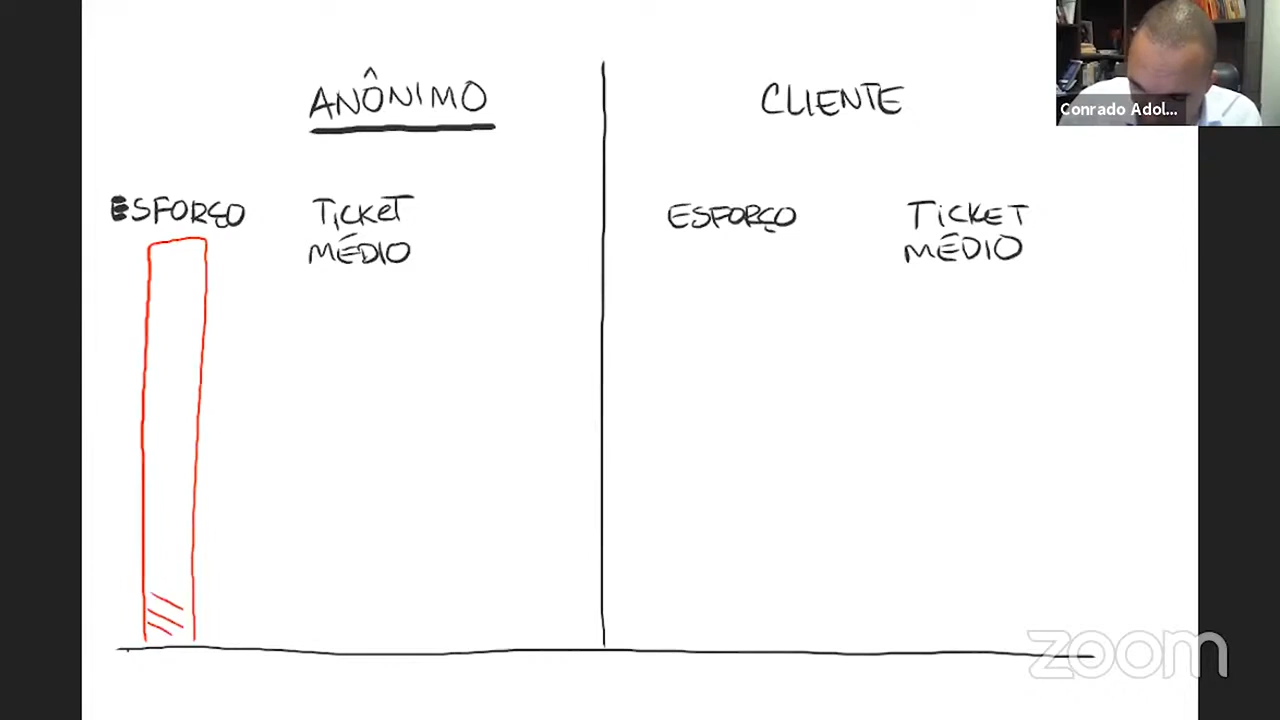 ANÔNIMO
CLIENTE
Conrado Adol...
ESFORÇO
TICKET
MÉDIO
ESFORÇO
TICKET
MÉDIO
zoom